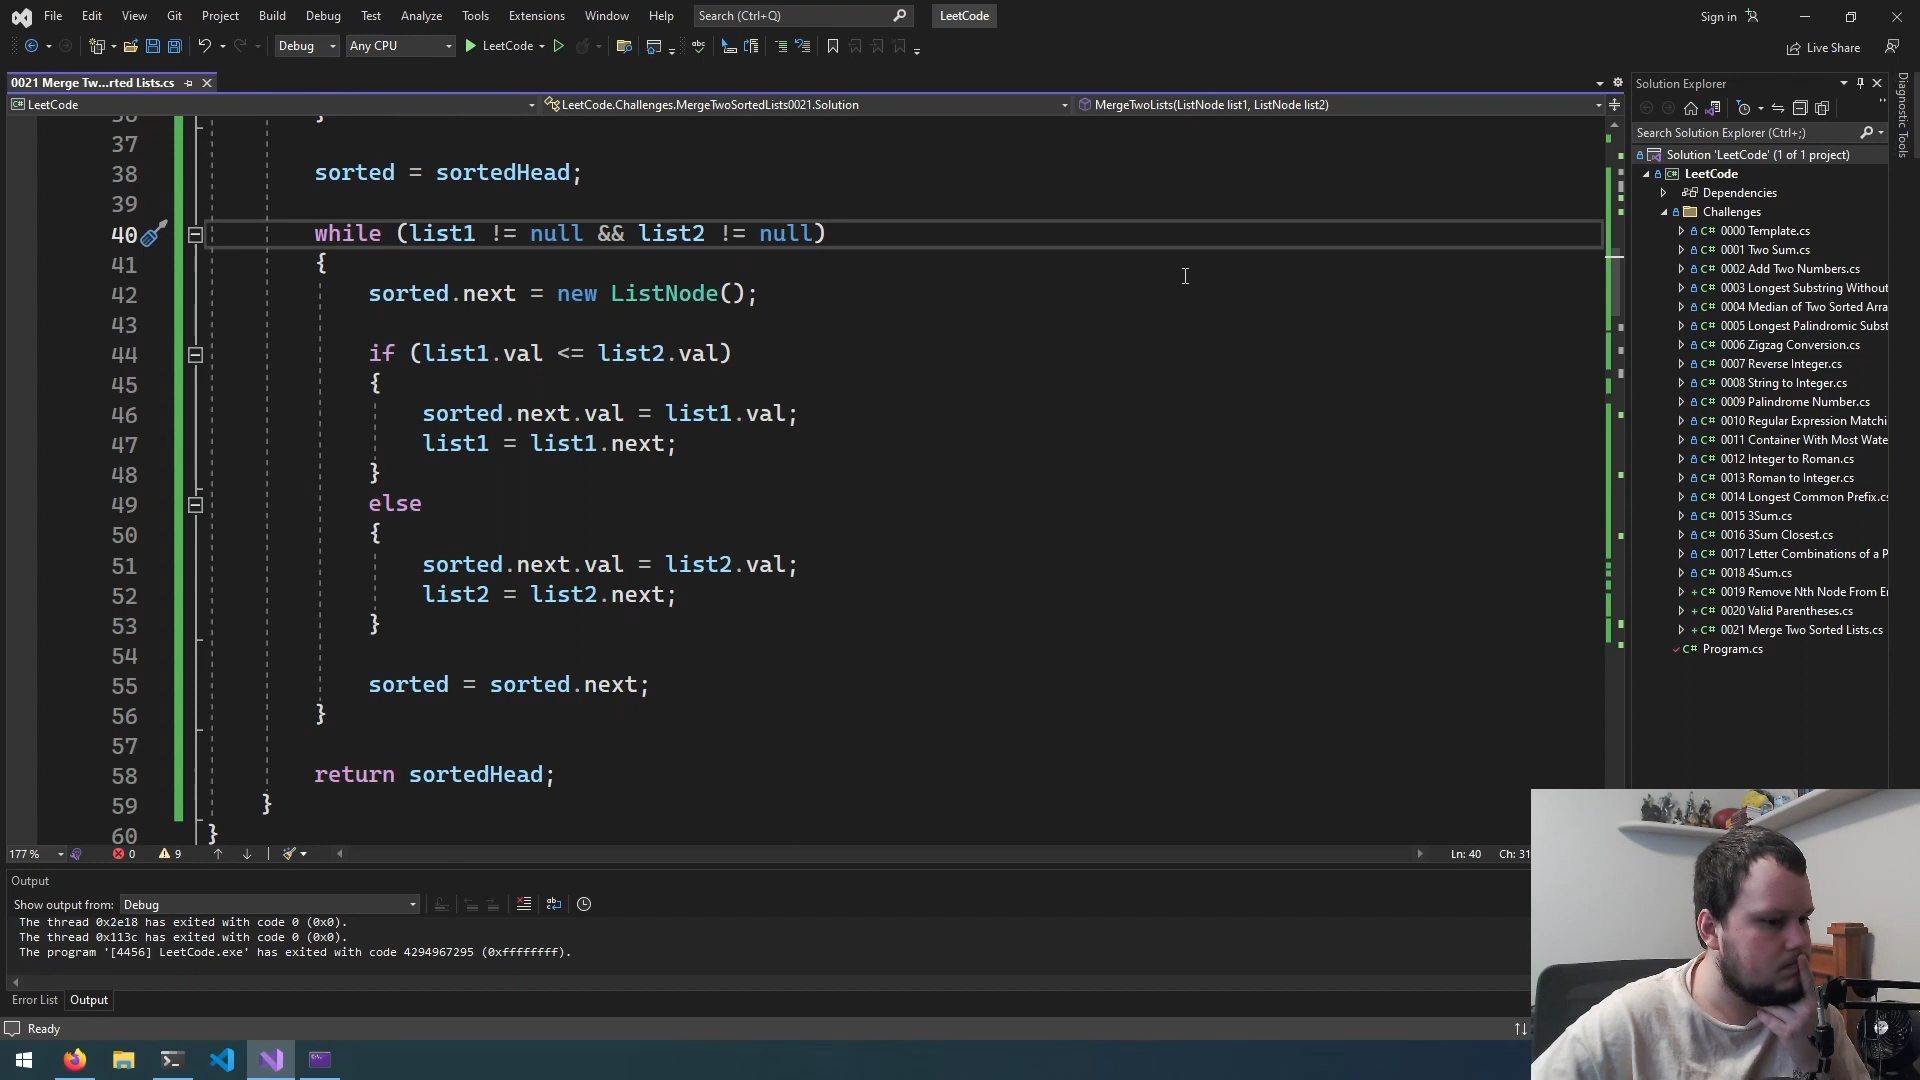 File Edit View Git Project Build Debug Test Analyze Tools Extensions Window Help Search (Ctrl+Q) LeetCode Sign in
Debug Any CPU LeetCode Live Share
0021 Merge Tw...rted Lists.cs
LeetCode LeetCode.Challenges.MergeTwoSortedLists0021.Solution MergeTwoLists(ListNode list1, ListNode list2)
36 }
37
38 sorted = sortedHead;
39
40 while (list1 != null && list2 != null)
41 {
42 sorted.next = new ListNode();
43
44 if (list1.val <= list2.val)
45 {
46 sorted.next.val = list1.val;
47 list1 = list1.next;
48 }
49 else
50 {
51 sorted.next.val = list2.val;
52 list2 = list2.next;
53 }
54
55 sorted = sorted.next;
56 }
57
58 return sortedHead;
59 }
60 }
177 % 0 9 Ln: 40 Ch: 31
Output
Show output from: Debug
The thread 0x2e18 has exited with code 0 (0x0).
The thread 0x113c has exited with code 0 (0x0).
The program '[4456] LeetCode.exe' has exited with code 4294967295 (0xffffffff).
Error List Output
Ready
Solution Explorer
Search Solution Explorer (Ctrl+;)
Solution 'LeetCode' (1 of 1 project)
C# LeetCode
Dependencies
Challenges
C# 0000 Template.cs
C# 0001 Two Sum.cs
C# 0002 Add Two Numbers.cs
C# 0003 Longest Substring Without
C# 0004 Median of Two Sorted Arra
C# 0005 Longest Palindromic Subst
C# 0006 Zigzag Conversion.cs
C# 0007 Reverse Integer.cs
C# 0008 String to Integer.cs
C# 0009 Palindrome Number.cs
C# 0010 Regular Expression Matchi
C# 0011 Container With Most Wate
C# 0012 Integer to Roman.cs
C# 0013 Roman to Integer.cs
C# 0014 Longest Common Prefix.cs
C# 0015 3Sum.cs
C# 0016 3Sum Closest.cs
C# 0017 Letter Combinations of a P
C# 0018 4Sum.cs
C# 0019 Remove Nth Node From En
C# 0020 Valid Parentheses.cs
C# 0021 Merge Two Sorted Lists.cs
C# Program.cs
Diagnostic Tools